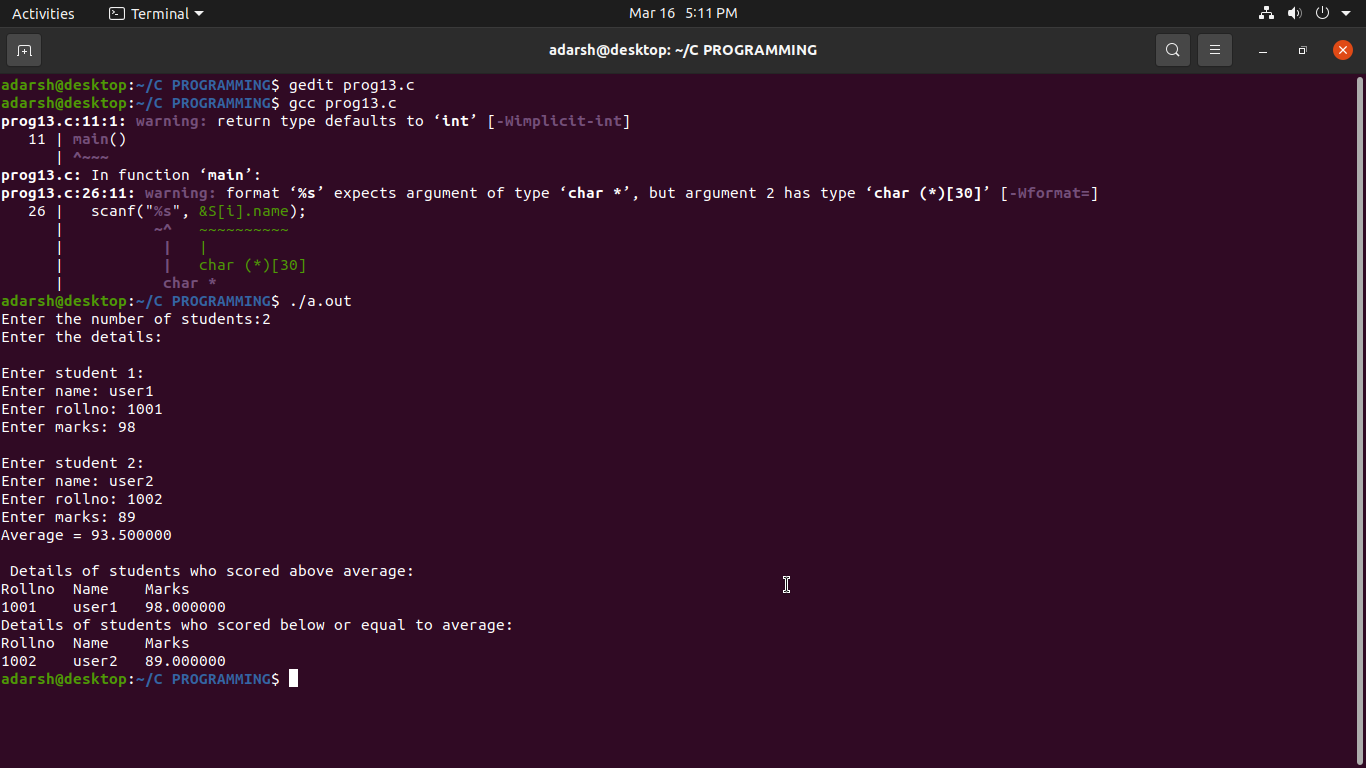 Activities Terminal Mar 16 5:11 PM
adarsh@desktop: ~/C PROGRAMMING
adarsh@desktop:~/C PROGRAMMING$ gedit prog13.c
adarsh@desktop:~/C PROGRAMMING$ gcc prog13.c
prog13.c:11:1: warning: return type defaults to ‘int’ [-Wimplicit-int]
   11 | main()
      | ^~~~
prog13.c: In function ‘main’:
prog13.c:26:11: warning: format ‘%s’ expects argument of type ‘char *’, but argument 2 has type ‘char (*)[30]’ [-Wformat=]
   26 |   scanf("%s", &S[i].name);
      |          ~^   ~~~~~~~~~~
      |           |   |
      |           |   char (*)[30]
      |           char *
adarsh@desktop:~/C PROGRAMMING$ ./a.out
Enter the number of students:2
Enter the details:

Enter student 1:
Enter name: user1
Enter rollno: 1001
Enter marks: 98

Enter student 2:
Enter name: user2
Enter rollno: 1002
Enter marks: 89
Average = 93.500000

 Details of students who scored above average:
Rollno  Name    Marks
1001    user1   98.000000
Details of students who scored below or equal to average:
Rollno  Name    Marks
1002    user2   89.000000
adarsh@desktop:~/C PROGRAMMING$